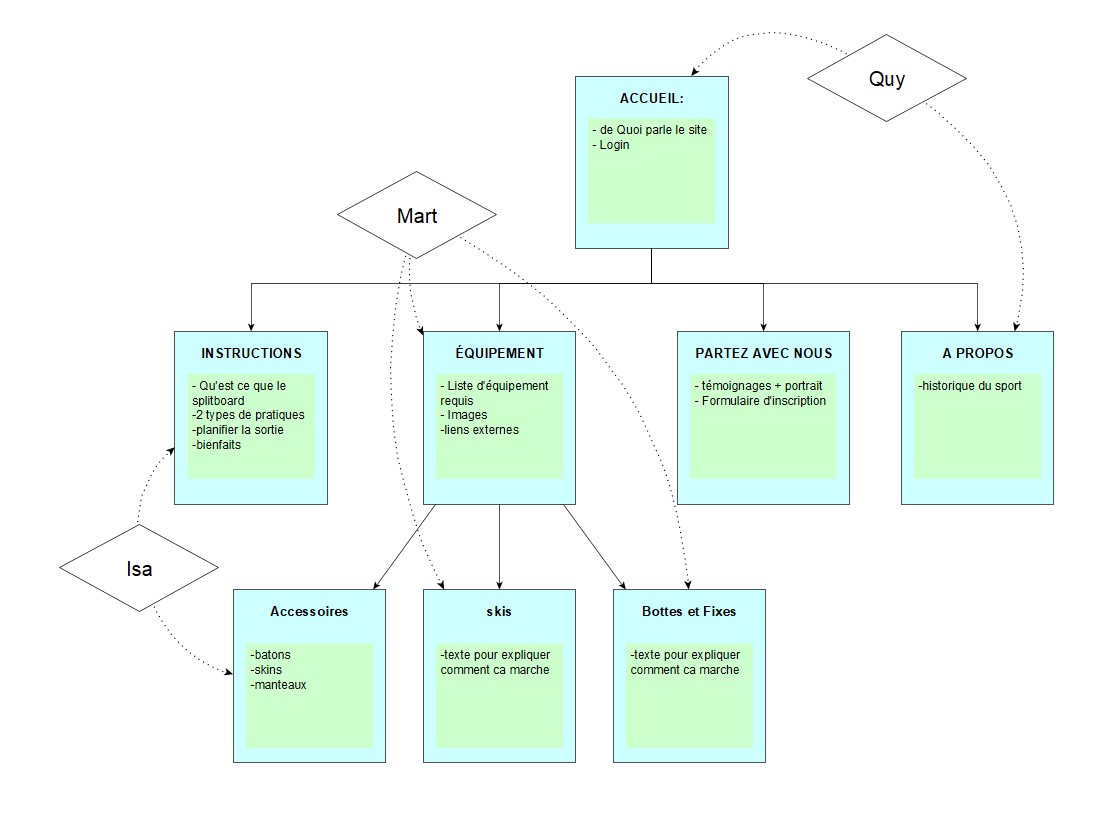 Quy
ACCUEIL:
- de Quoi parle le site
- Login
Mart
INSTRUCTIONS
- Qu'est ce que le
splitboard
-2 types de pratiques
-planifier la sortie
-bienfaits
ÉQUIPEMENT
- Liste d'équipement
requis
- Images
-liens externes
PARTEZ AVEC NOUS
- témoignages + portrait
- Formulaire d'inscription
A PROPOS
-historique du sport
Isa
Accessoires
-batons
-skins
-manteaux
skis
-texte pour expliquer
comment ca marche
Bottes et Fixes
-texte pour expliquer
comment ca marche